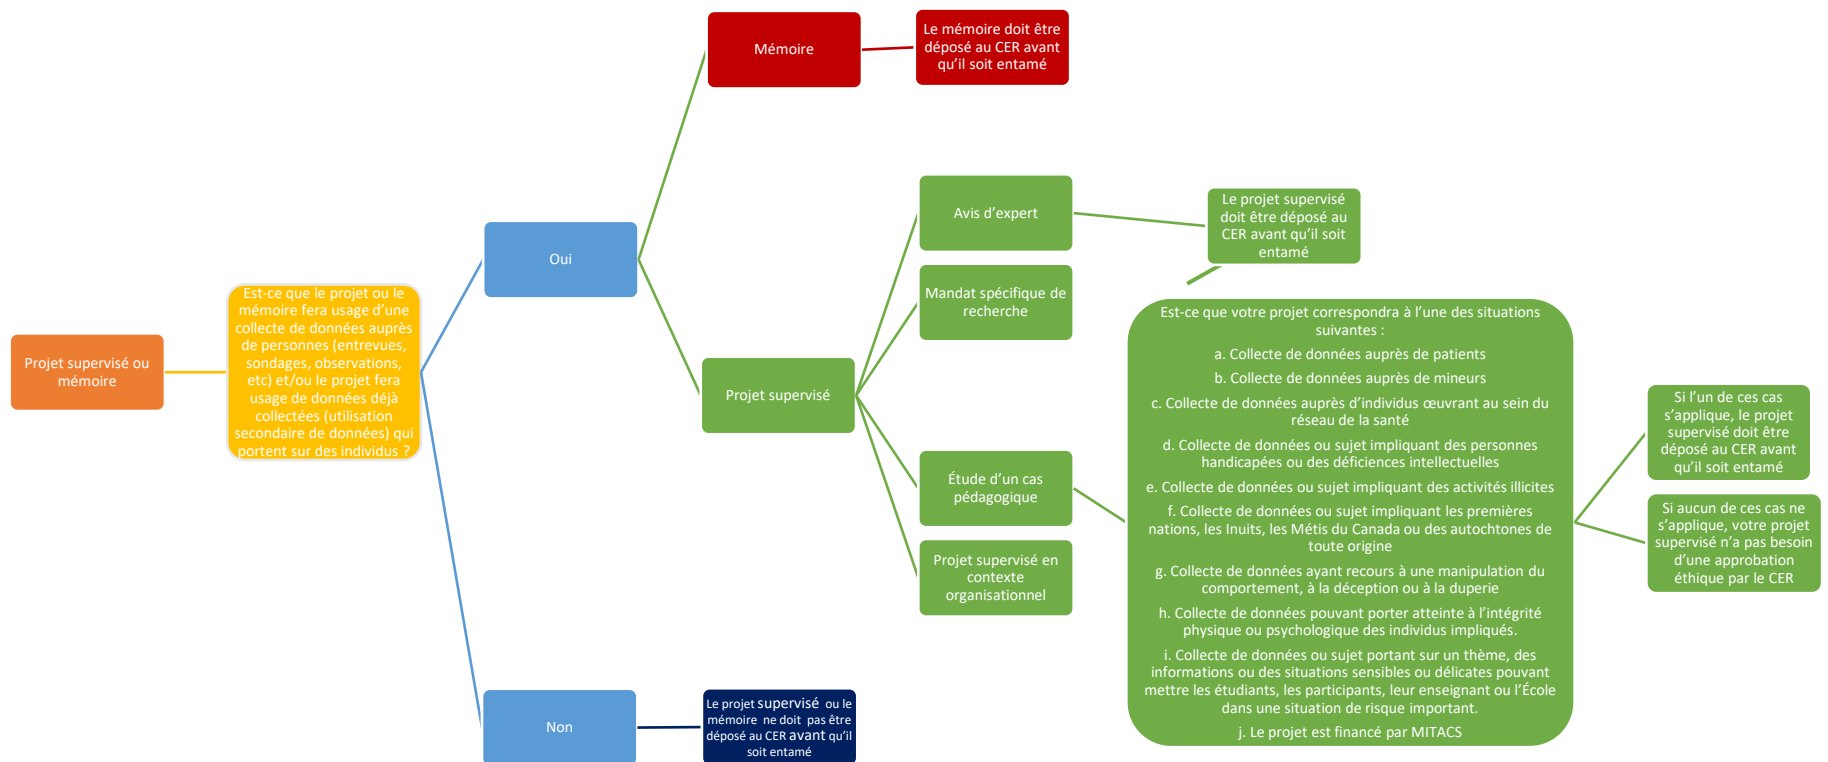 Projet supervisé ou
mémoire
Est-ce que le projet ou le
mémoire fera usage d'une
collecte de données auprès
de personnes (entrevues,
sondages, observations,
etc) et/ou le projet fera
usage de données déjà
collectées (utilisation
secondaire de données) qui
portent sur des individus ?
Oui
Mémoire
Le mémoire doit être
déposé au CER avant
qu'il soit entamé
Projet supervisé
Avis d'expert
Le projet supervisé
doit être déposé au
CER avant qu'il soit
entamé
Mandat spécifique de
recherche
Étude d'un cas
pédagogique
Projet supervisé en
contexte
organisationnel
Est-ce que votre projet correspondra à l'une des situations
suivantes :
a. Collecte de données auprès de patients
b. Collecte de données auprès de mineurs
c. Collecte de données auprès d'individus œuvrant au sein du
réseau de la santé
d. Collecte de données ou sujet impliquant des personnes
handicapées ou des déficiences intellectuelles
e. Collecte de données ou sujet impliquant des activités illicites
f. Collecte de données ou sujet impliquant les premières
nations, les Inuits, les Métis du Canada ou des autochtones de
toute origine
g. Collecte de données ayant recours à une manipulation du
comportement, à la déception ou à la duperie
h. Collecte de données pouvant porter atteinte à l'intégrité
physique ou psychologique des individus impliqués.
i. Collecte de données ou sujet portant sur un thème, des
informations ou des situations sensibles ou délicates pouvant
mettre les étudiants, les participants, leur enseignant ou l'École
dans une situation de risque important.
j. Le projet est financé par MITACS
Si l'un de ces cas
s'applique, le projet
supervisé doit être
déposé au CER avant
qu'il soit entamé
Si aucun de ces cas ne
s'applique, votre projet
supervisé n'a pas besoin
d'une approbation
éthique par le CER
Non
Le projet supervisé ou le
mémoire ne doit pas être
déposé au CER avant qu'il
soit entamé